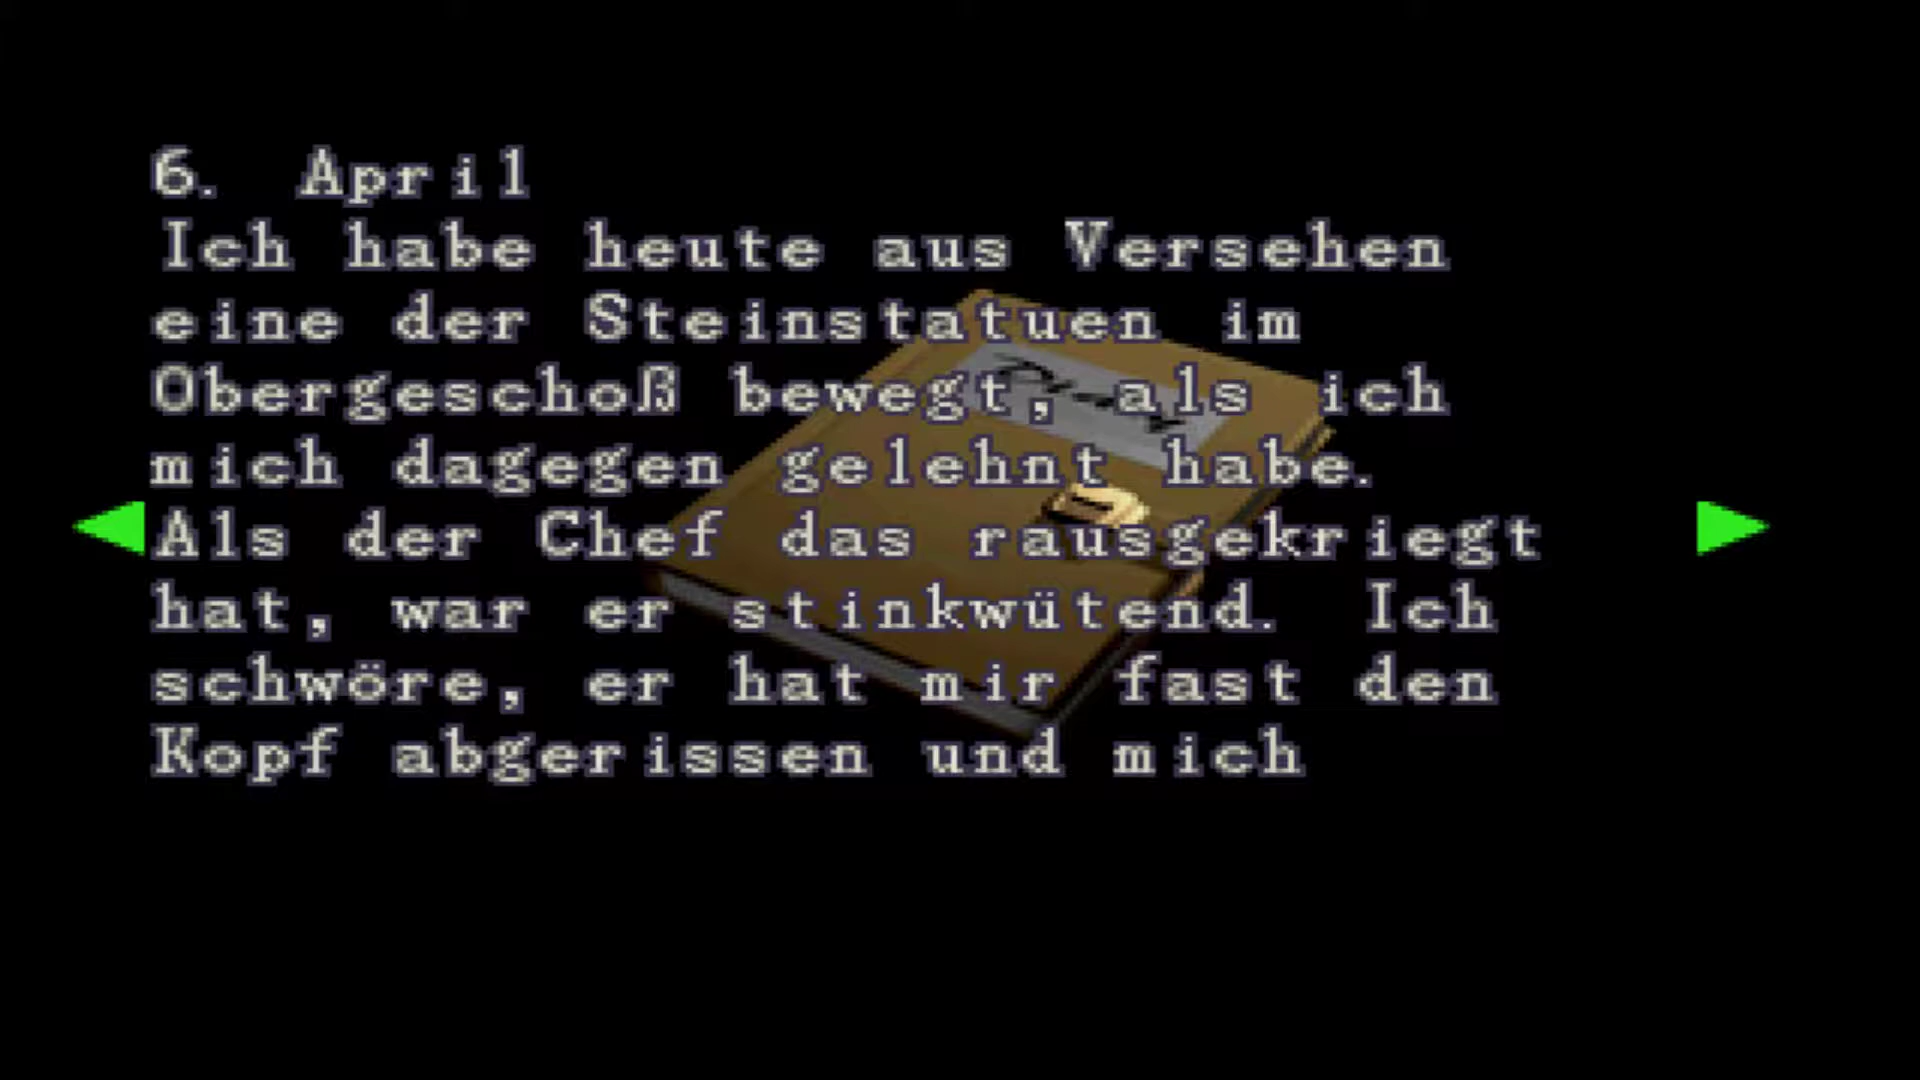 6. April
Ich habe heute aus Versehen
eine der Steinstatuen im
Obergeschoß bewegt, als ich
mich dagegen gelehnt habe.
Als der Chef das rausgekriegt
hat, war er stinkwütend. Ich
schwöre, er hat mir fast den
Kopf abgerissen und mich
Diary